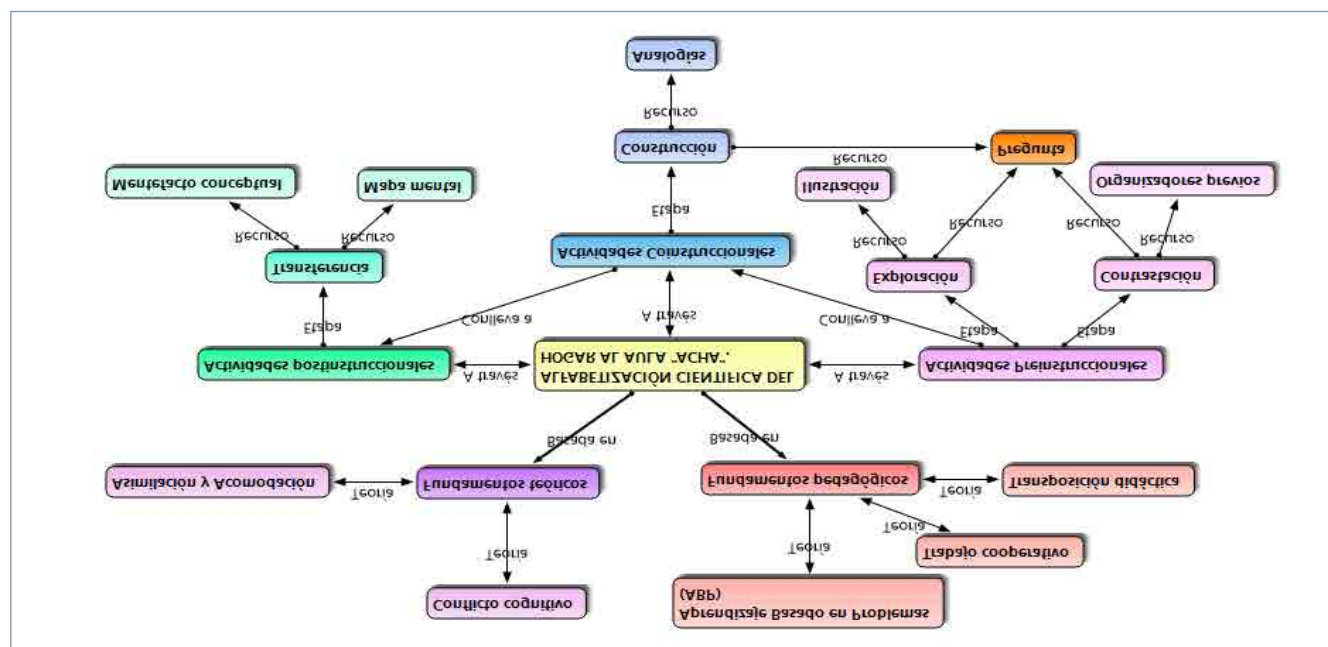 Aprendizaje Basado en Problemas
(ABP)
Conflicto cognitivo
Trabajo cooperativo
Teoría
Teoría
Teoría
Asimilación y Acomodación
Teoría
Fundamentos teóricos
Fundamentos pedagógicos
Teoría
Transposición didáctica
Basada en
Basada en
Actividades postinstruccionales
A través
ALFABETIZACIÓN CIENTIFICA DEL
HOGAR AL AULA "ACHA".
A través
Actividades Preinstruccionales
Etapa
Conlleva a
A través
Conlleva a
Etapa
Etapa
Transferencia
Actividades Coinstruccionales
Exploración
Contrastación
Recurso
Recurso
Etapa
Recurso
Recurso
Recurso
Recurso
Mentefacto conceptual
Mapa mental
Ilustración
Organizadores previos
Construcción
Recurso
Pregunta
Recurso
Analogías